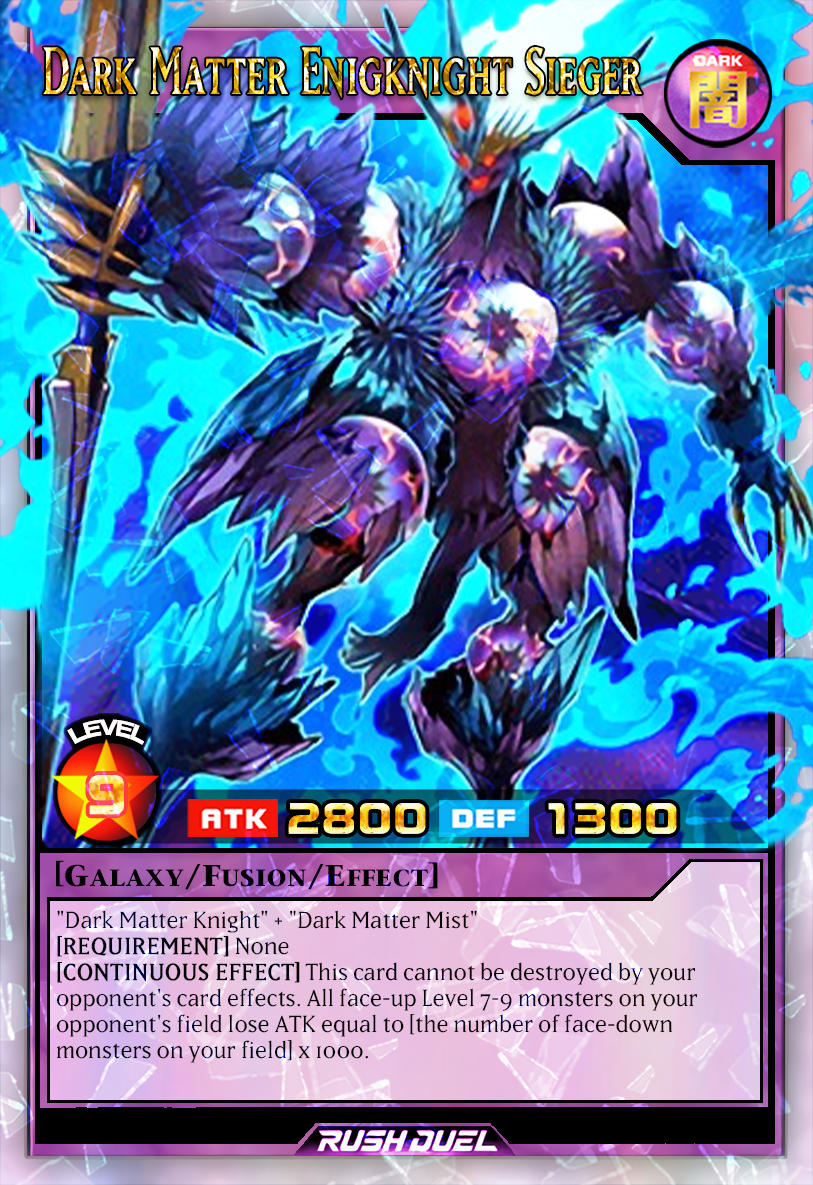 Dark Matter Enigknight Sieger
DARK
闇
LEVEL
9
ATK 2800 DEF 1300
[Galaxy/Fusion/Effect]
"Dark Matter Knight" + "Dark Matter Mist"
[REQUIREMENT] None
[CONTINUOUS EFFECT] This card cannot be destroyed by your
opponent's card effects. All face-up Level 7-9 monsters on your
opponent's field lose ATK equal to [the number of face-down
monsters on your field] x 1000.
RUSH DUEL